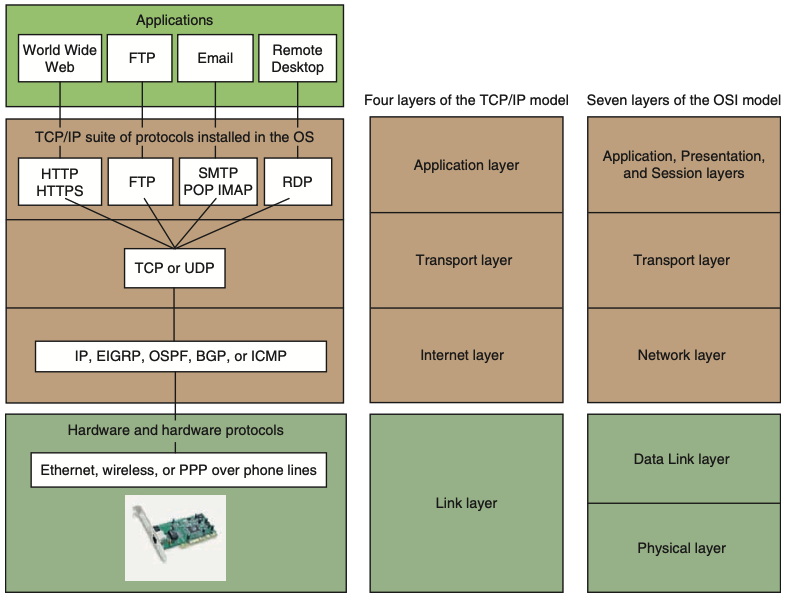 Applications
World Wide
Web
FTP
Email
Remote
Desktop
TCP/IP suite of protocols installed in the OS
HTTP
HTTPS
FTP
SMTP
POP IMAP
RDP
TCP or UDP
IP, EIGRP, OSPF, BGP, or ICMP
Hardware and hardware protocols
Ethernet, wireless, or PPP over phone lines
Four layers of the TCP/IP model
Application layer
Transport layer
Internet layer
Link layer
Seven layers of the OSI model
Application, Presentation,
and Session layers
Transport layer
Network layer
Data Link layer
Physical layer